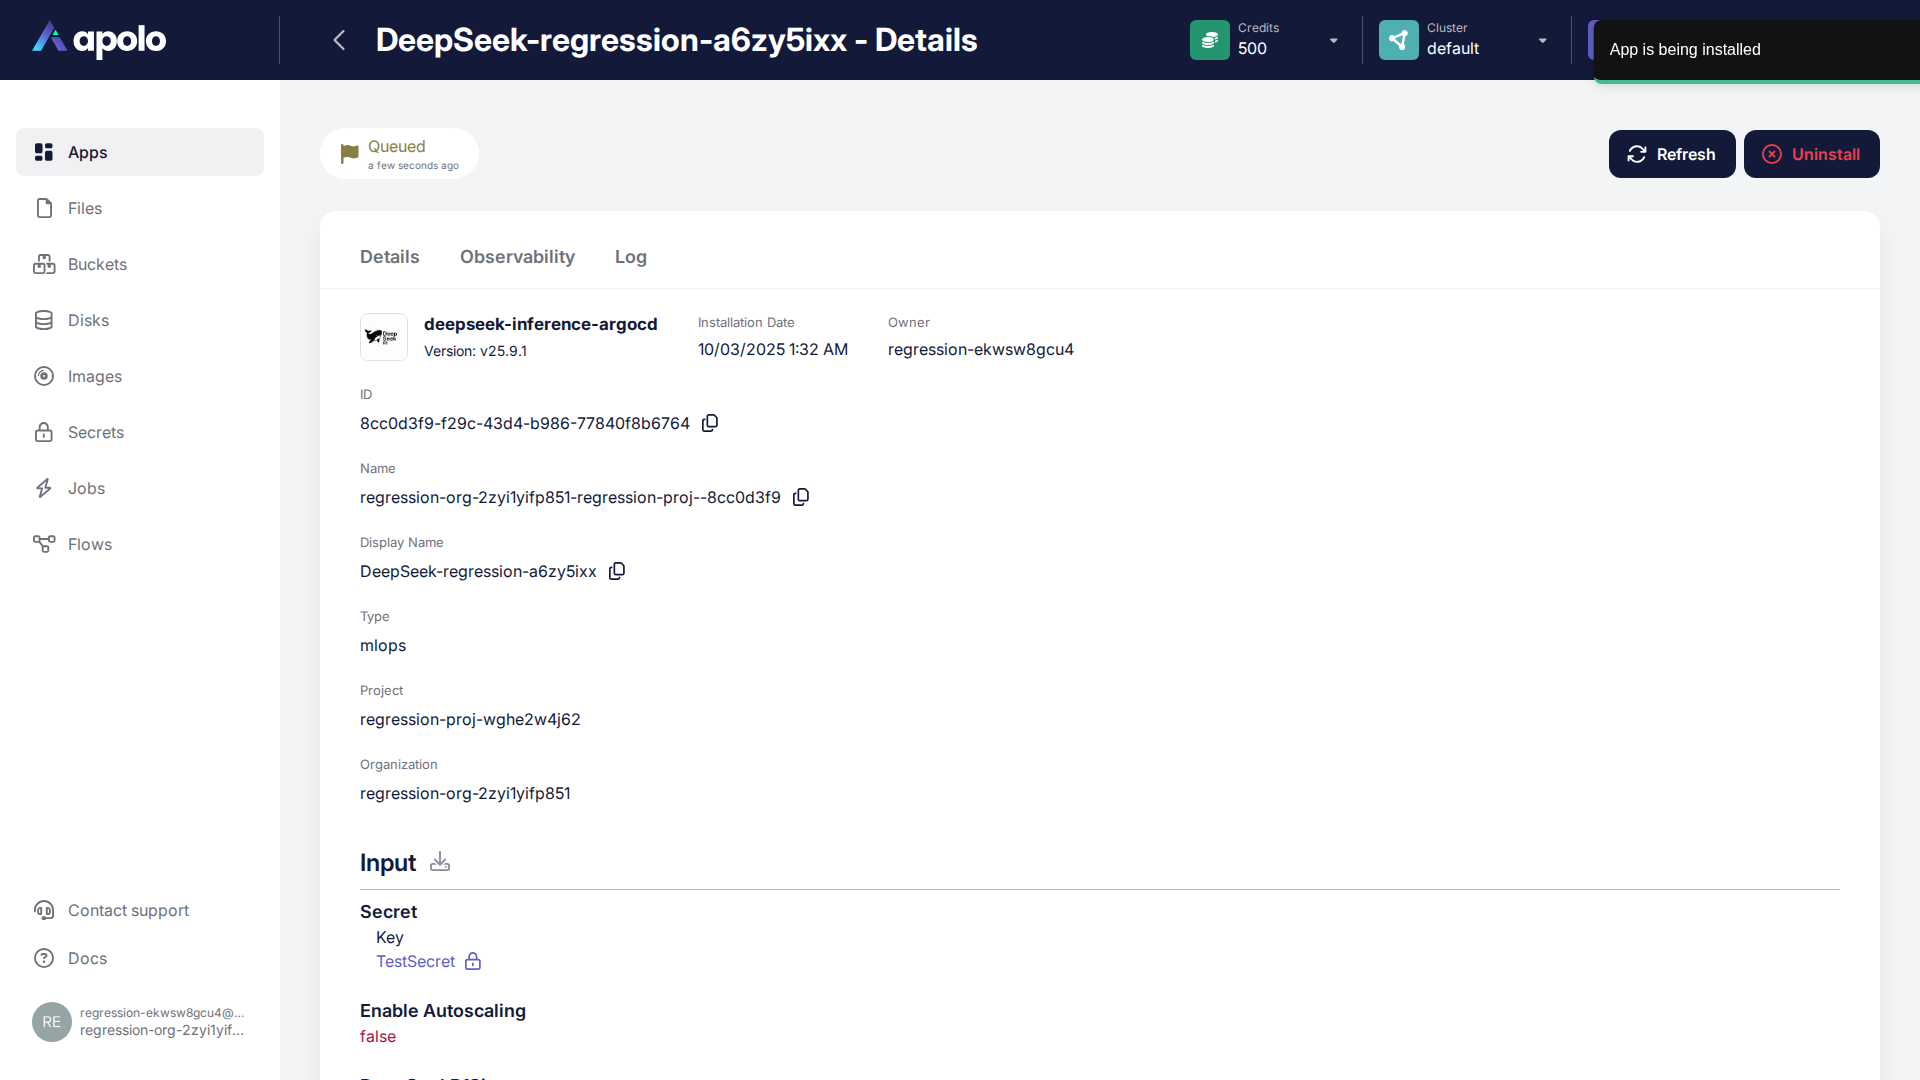 apolo
DeepSeek-regression-a6zy5ixx - Details
Credits
500
Cluster
default
App is being installed
Apps
Files
Buckets
Disks
Images
Secrets
Jobs
Flows
Contact support
Docs
RE
regression-ekwsw8gcu4@...
regression-org-2zyi1yif...
Queued
a few seconds ago
Refresh
Uninstall
Details
Observability
Log
deepseek-inference-argocd
Version: v25.9.1
Installation Date
10/03/2025 1:32 AM
Owner
regression-ekwsw8gcu4
ID
8cc0d3f9-f29c-43d4-b986-77840f8b6764
Name
regression-org-2zyi1yifp851-regression-proj--8cc0d3f9
Display Name
DeepSeek-regression-a6zy5ixx
Type
mlops
Project
regression-proj-wghe2w4j62
Organization
regression-org-2zyi1yifp851
Input
Secret
Key
TestSecret
Enable Autoscaling
false